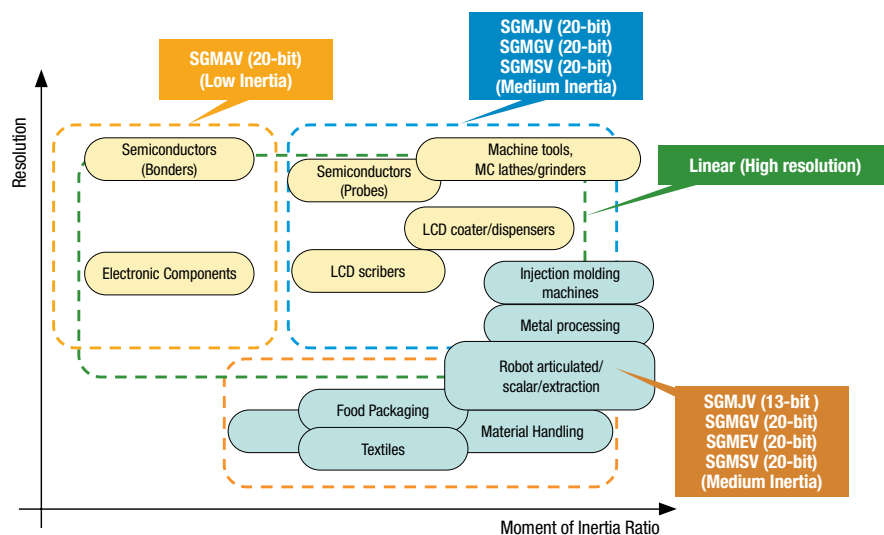 SGMAV (20-bit)
(Low Inertia)
SGMJV (20-bit)
SGMGV (20-bit)
SGMSV (20-bit)
(Medium Inertia)
Resolution
Semiconductors
(Bonders)
Semiconductors
(Probes)
Machine tools,
MC lathes/grinders
Linear (High resolution)
LCD coater/dispensers
Electronic Components
LCD scribers
Injection molding
machines
Metal processing
Robot articulated/
scalar/extraction
Food Packaging
Material Handling
Textiles
SGMJV (13-bit )
SGMGV (20-bit)
SGMEV (20-bit)
SGMSV (20-bit)
(Medium Inertia)
Moment of Inertia Ratio